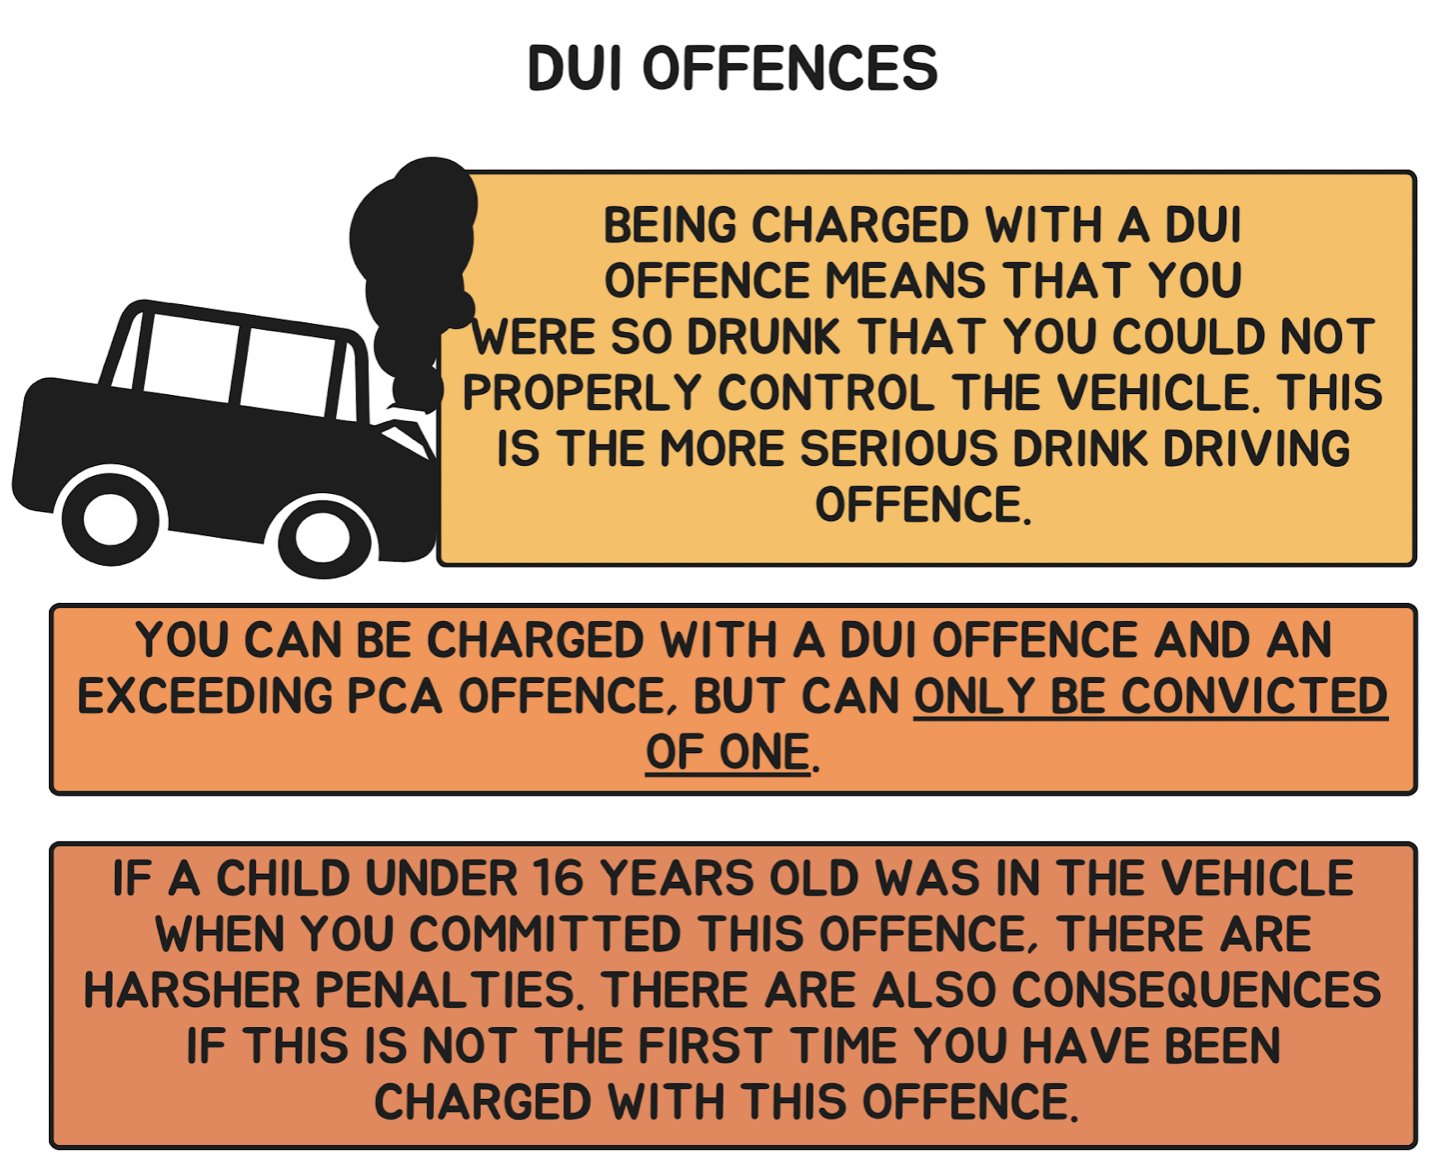 DUI OFFENCES
BEING CHARGED WITH A DUI
OFFENCE MEANS THAT YOU
WERE SO DRUNK THAT YOU COULD NOT
PROPERLY CONTROL THE VEHICLE. THIS
IS THE MORE SERIOUS DRINK DRIVING
OFFENCE.
YOU CAN BE CHARGED WITH A DUI OFFENCE AND AN
EXCEEDING PCA OFFENCE, BUT CAN ONLY BE CONVICTED
OF ONE.
IF A CHILD UNDER 16 YEARS OLD WAS IN THE VEHICLE
WHEN YOU COMMITTED THIS OFFENCE, THERE ARE
HARSHER PENALTIES. THERE ARE ALSO CONSEQUENCES
IF THIS IS NOT THE FIRST TIME YOU HAVE BEEN
CHARGED WITH THIS OFFENCE.